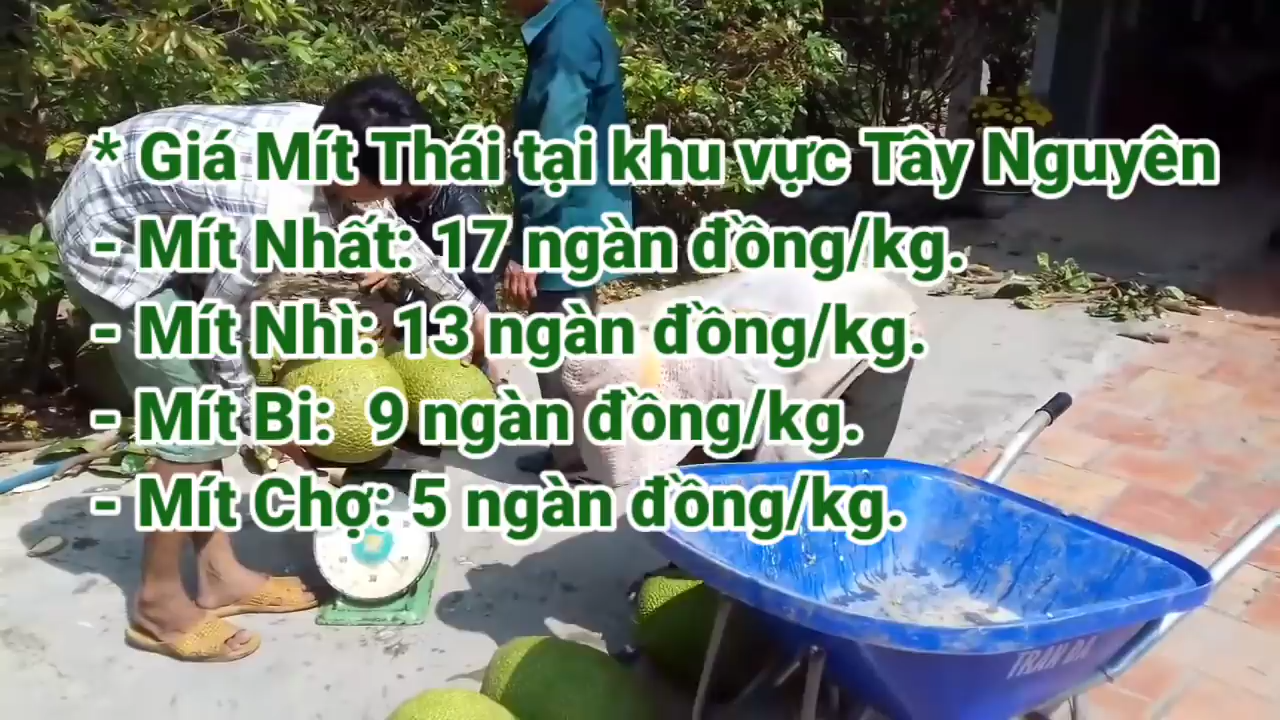 * Giá Mít Thái tại khu vực Tây Nguyên
- Mít Nhất: 17 ngàn đồng/kg.
- Mít Nhì: 13 ngàn đồng/kg.
- Mít Bi: 9 ngàn đồng/kg.
- Mít Chợ: 5 ngàn đồng/kg.